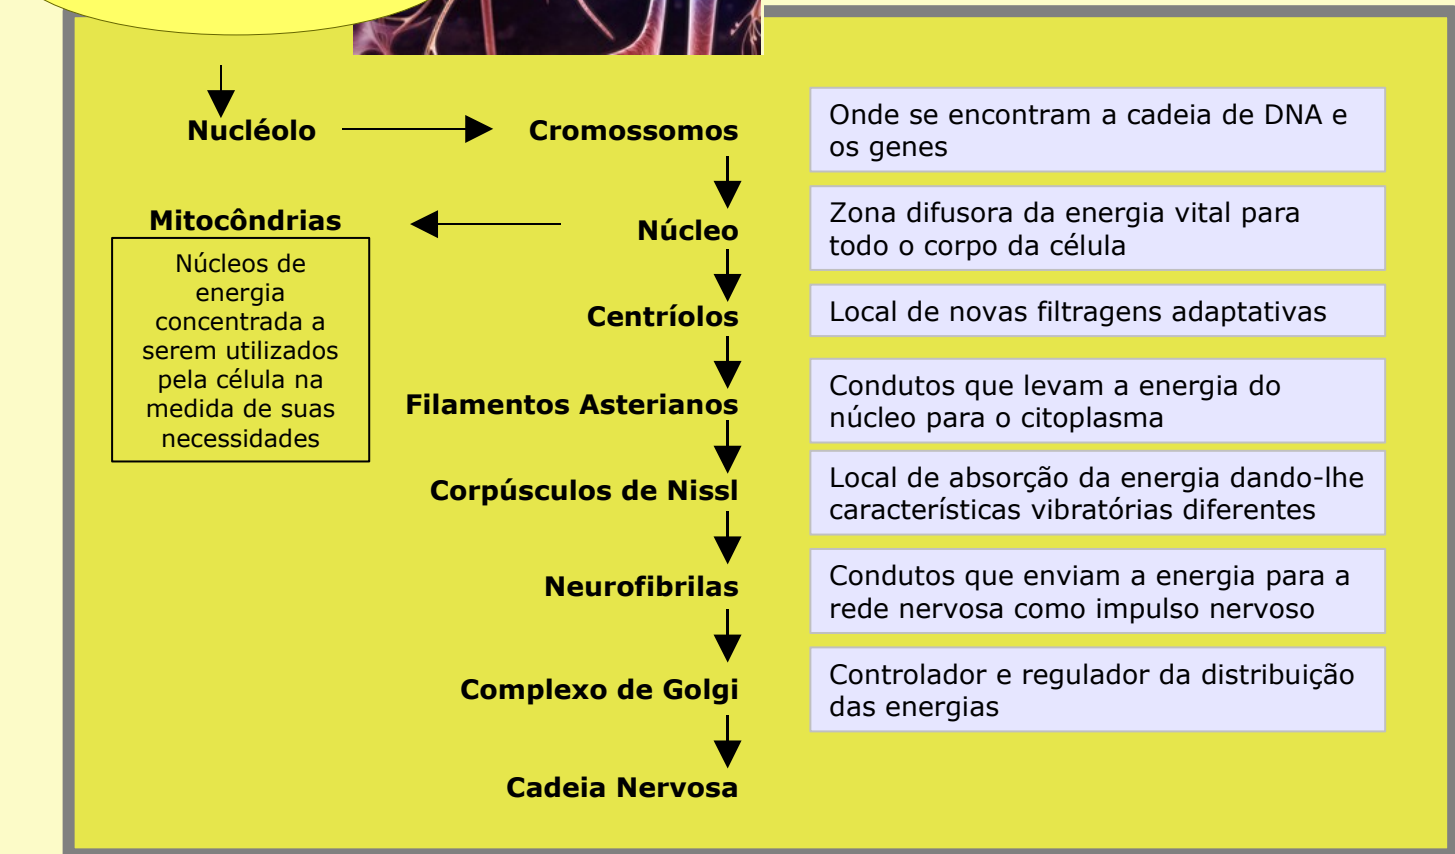 Nucléolo
Cromossomos
Onde se encontram a cadeia de DNA e
os genes
Mitocôndrias
Núcleos de
energia
concentrada a
serem utilizados
pela célula na
medida de suas
necessidades
Núcleo
Zona difusora da energia vital para
todo o corpo da célula
Centríolos
Local de novas filtragens adaptativas
Filamentos Asterianos
Condutos que levam a energia do
núcleo para o citoplasma
Corpúsculos de Nissl
Local de absorção da energia dando-lhe
características vibratórias diferentes
Neurofibrilas
Condutos que enviam a energia para a
rede nervosa como impulso nervoso
Complexo de Golgi
Controlador e regulador da distribuição
das energias
Cadeia Nervosa